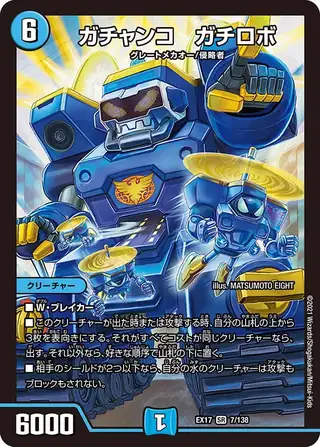 6
ガチャンコ ガチロボ
グレートメカオー/侵略者
クリーチャー
illus. MATSUMOTO EIGHT
■W・ブレイカー
■このクリーチャーが出た時または攻撃する時、自分の山札の上から
3枚を表向きにする。それがすべてコストが同じクリーチャーなら、
出す。それ以外なら、好きな順序で山札の下に置く。
■相手のシールドが2つ以下なら、自分の水のクリーチャーは攻撃も
ブロックもされない。
©2021 Wizards/Shogakukan/Mitsui-Kids
6000
EX17 SR 7/138